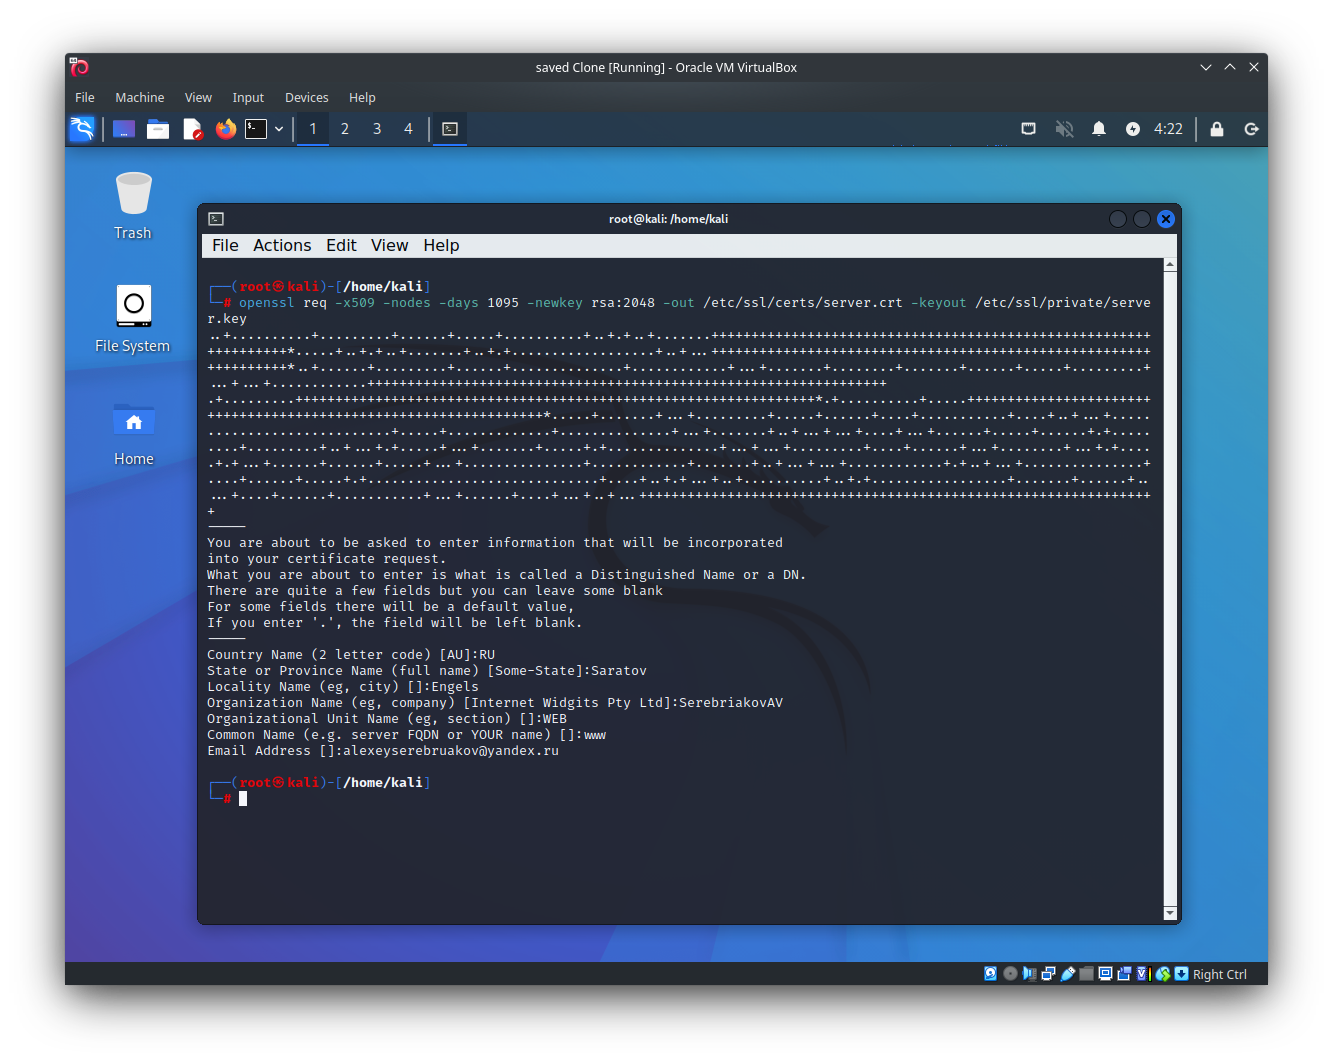 saved Clone [Running] - Oracle VM VirtualBox
File Machine View Input Devices Help
1 2 3 4 4:22
Trash
File System
Home
root@kali: /home/kali
File Actions Edit View Help
┌──(root㉿kali)-[/home/kali]
└─# openssl req -x509 -nodes -days 1095 -newkey rsa:2048 -out /etc/ssl/certs/server.crt -keyout /etc/ssl/private/serve
r.key
-----
You are about to be asked to enter information that will be incorporated
into your certificate request.
What you are about to enter is what is called a Distinguished Name or a DN.
There are quite a few fields but you can leave some blank
For some fields there will be a default value,
If you enter '.', the field will be left blank.
-----
Country Name (2 letter code) [AU]:RU
State or Province Name (full name) [Some-State]:Saratov
Locality Name (eg, city) []:Engels
Organization Name (eg, company) [Internet Widgits Pty Ltd]:SerebriakovAV
Organizational Unit Name (eg, section) []:WEB
Common Name (e.g. server FQDN or YOUR name) []:www
Email Address []:alexeyserebruakov@yandex.ru
┌──(root㉿kali)-[/home/kali]
└─#
Right Ctrl